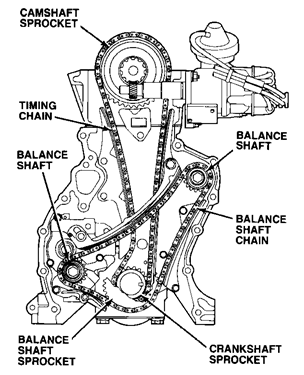 CAMSHAFT
SPROCKET
TIMING
CHAIN
BALANCE
SHAFT
BALANCE
SHAFT
BALANCE
SHAFT
CHAIN
BALANCE
SHAFT
SPROCKET
CRANKSHAFT
SPROCKET